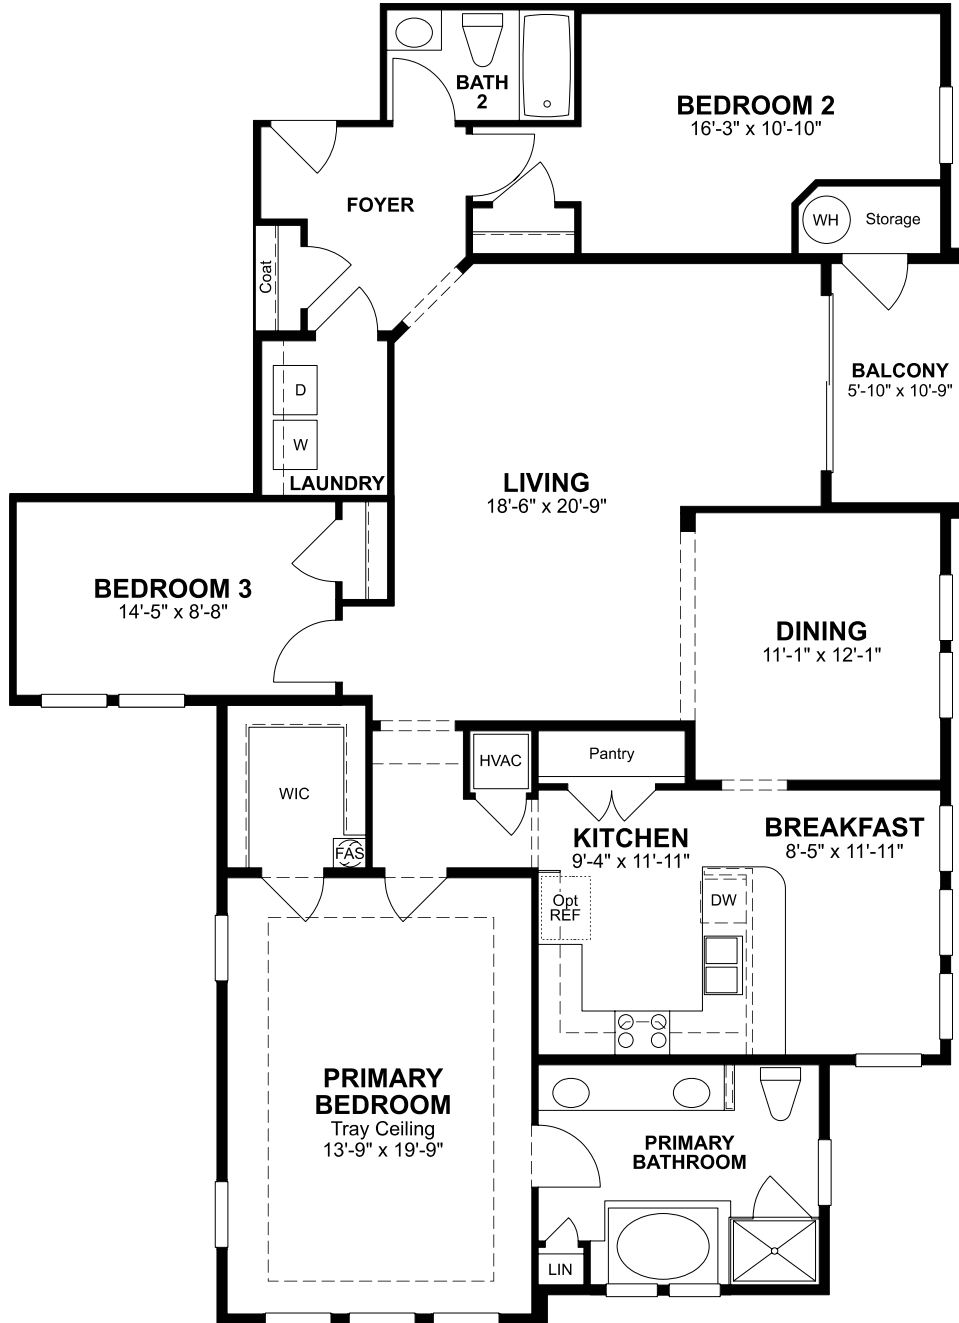 BATH
2
BEDROOM 2
16'-3" x 10'-10"
FOYER
WH
Storage
Coat
BALCONY
5'-10" x 10'-9"
D
W
LAUNDRY
LIVING
18'-6" x 20'-9"
BEDROOM 3
14'-5" x 8'-8"
DINING
11'-1" x 12'-1"
HVAC
Pantry
WIC
FAS
KITCHEN
9'-4" x 11'-11"
BREAKFAST
8'-5" x 11'-11"
Opt
REF
DW
PRIMARY
BEDROOM
Tray Ceiling
13'-9" x 19'-9"
PRIMARY
BATHROOM
LIN